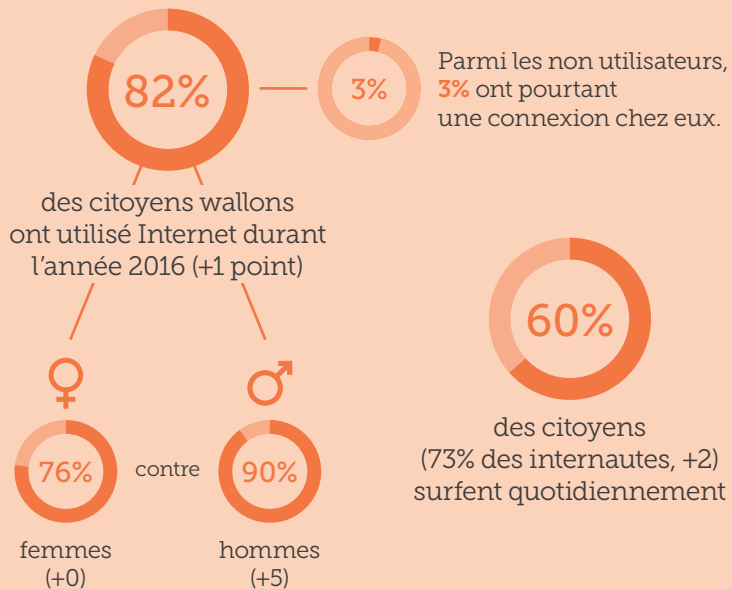 82%
3%
Parmi les non utilisateurs,
3% ont pourtant
une connexion chez eux.
des citoyens wallons
ont utilisé Internet durant
l'année 2016 (+1 point)
76%
contre
90%
femmes
(+0)
hommes
(+5)
60%
des citoyens
(73% des internautes, +2)
surfent quotidiennement